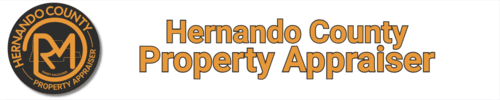 HERNANDO COUNTY
RM
PROPERTY APPRAISER
Hernando County
Property Appraiser